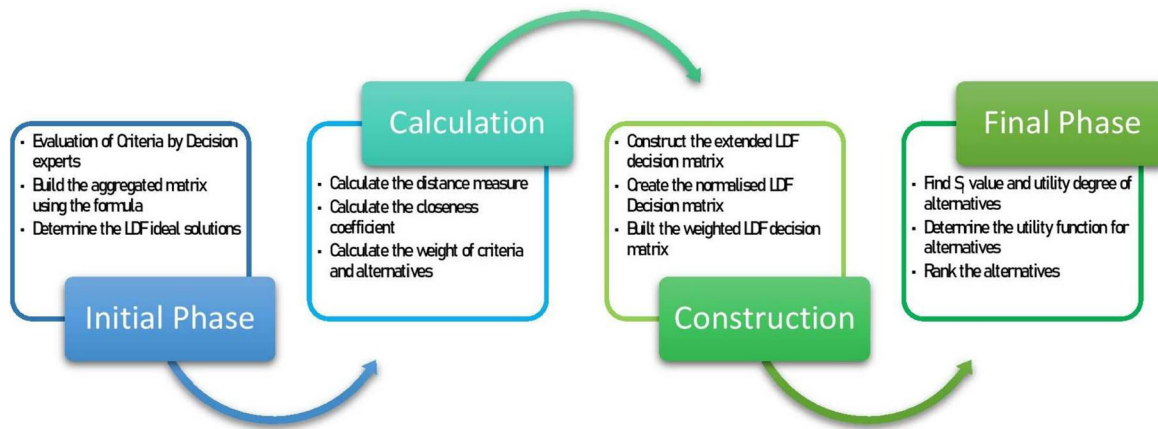 • Evaluation of Criteria by Decision
experts
• Build the aggregated matrix
using the formula
• Determine the LDF ideal solutions
Initial Phase
Calculation
• Calculate the distance measure
• Calculate the closeness
coefficient
• Calculate the weight of criteria
and alternatives
• Construct the extended LDF
decision matrix
• Create the normalised LDF
Decision matrix
• Built the weighted LDF decision
matrix
Construction
Final Phase
• Find Sᵢ value and utility degree of
alternatives
• Determine the utility function for
alternatives
• Rank the alternatives